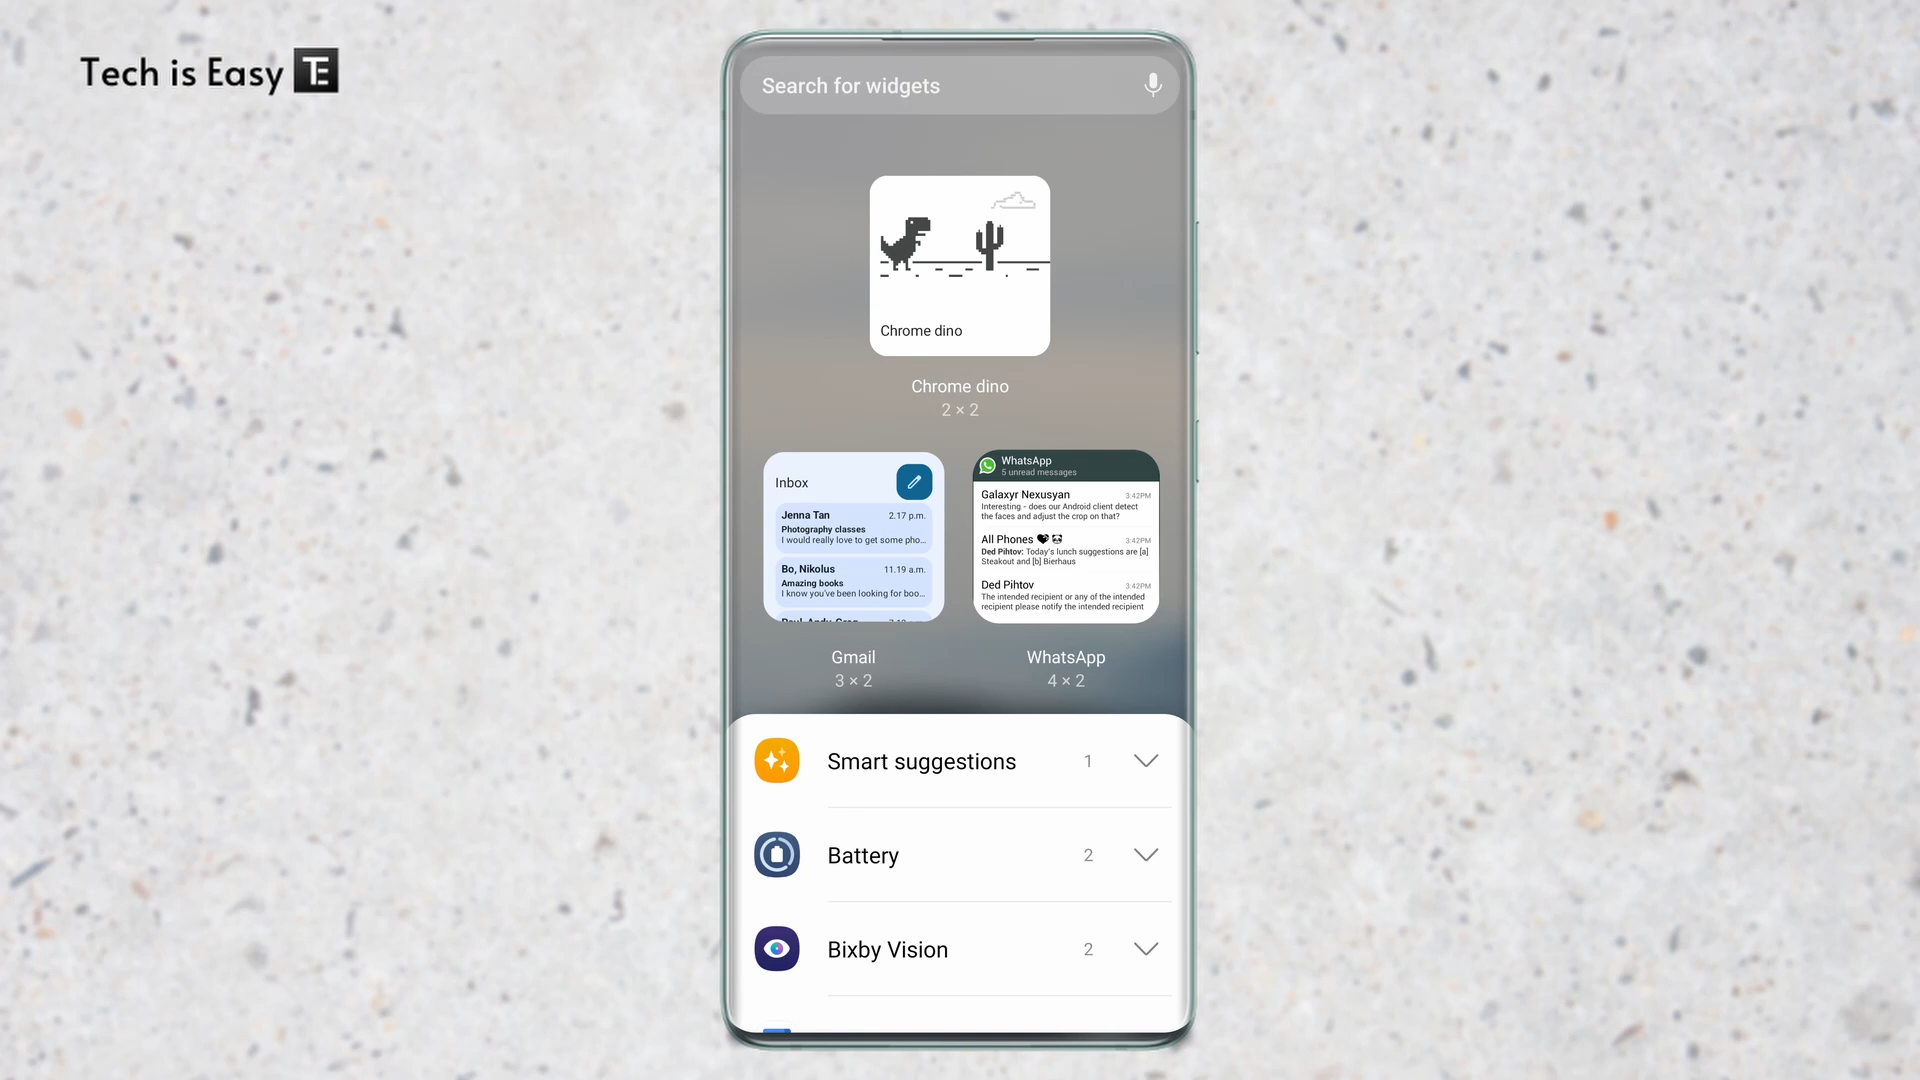 Tech is Easy TE
Search for widgets
Chrome dino
Chrome dino
2 × 2
Inbox
Jenna Tan 2.17 p.m.
Photography classes
I would really love to get some pho...
Bo, Nikolus 11.19 a.m.
Amazing books
I know you've been looking for boo...
WhatsApp
5 unread messages
Galaxyr Nexusyan 3:42PM
Interesting - does our Android client detect
the faces and adjust the crop on that?
All Phones 3:42PM
Ded Pihtov: Today's lunch suggestions are [a]
Steakout and [b] Bierhaus
Ded Pihtov 3:42PM
The intended recipient or any of the intended
recipient please notify the intended recipient
Gmail
3 × 2
WhatsApp
4 × 2
Smart suggestions 1
Battery 2
Bixby Vision 2